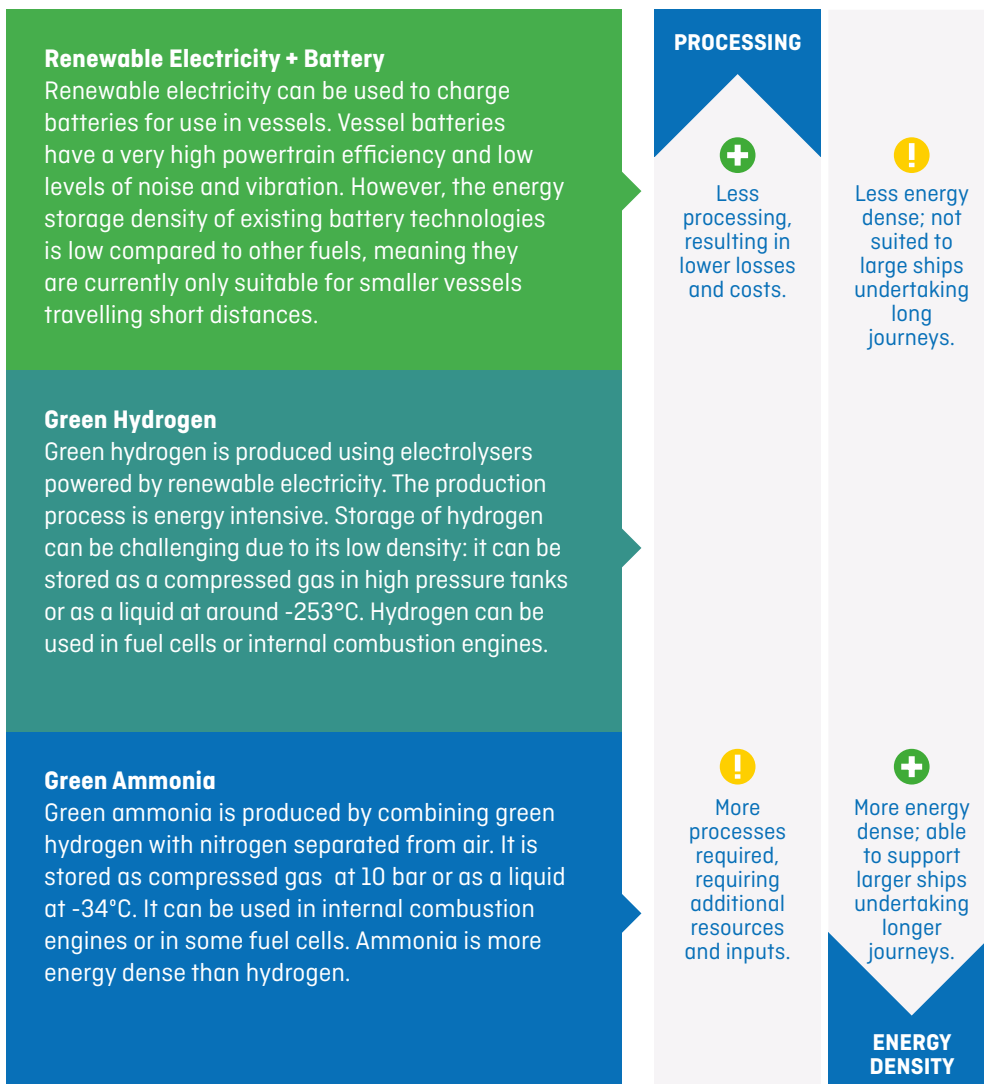 Renewable Electricity + Battery
Renewable electricity can be used to charge
batteries for use in vessels. Vessel batteries
have a very high powertrain efficiency and low
levels of noise and vibration. However, the energy
storage density of existing battery technologies
is low compared to other fuels, meaning they
are currently only suitable for smaller vessels
travelling short distances.
PROCESSING
Less
processing,
resulting in
lower losses
and costs.
Less energy
dense; not
suited to
large ships
undertaking
long
journeys.
Green Hydrogen
Green hydrogen is produced using electrolysers
powered by renewable electricity. The production
process is energy intensive. Storage of hydrogen
can be challenging due to its low density: it can be
stored as a compressed gas in high pressure tanks
or as a liquid at around -253°C. Hydrogen can be
used in fuel cells or internal combustion engines.
Green Ammonia
Green ammonia is produced by combining green
hydrogen with nitrogen separated from air. It is
stored as compressed gas  at 10 bar or as a liquid
at -34°C. It can be used in internal combustion
engines or in some fuel cells. Ammonia is more
energy dense than hydrogen.
More
processes
required,
requiring
additional
resources
and inputs.
More energy
dense; able
to support
larger ships
undertaking
longer
journeys.
ENERGY
DENSITY